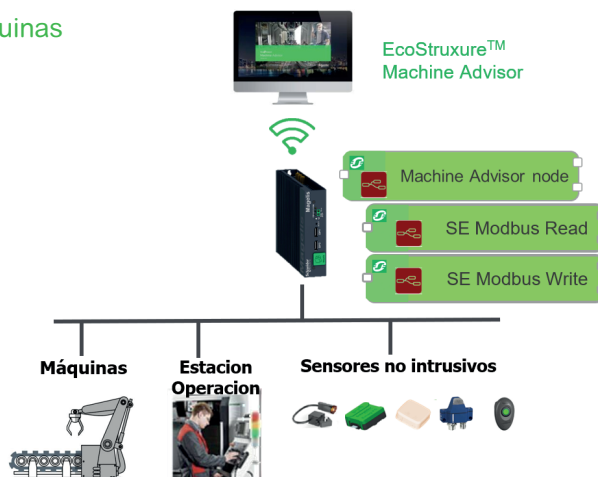 uinas
EcoStruxure™
Machine Advisor
Machine Advisor node
Magelis
SE Modbus Read
SE Modbus Write
Máquinas
Estacion
Operacion
Sensores no intrusivos